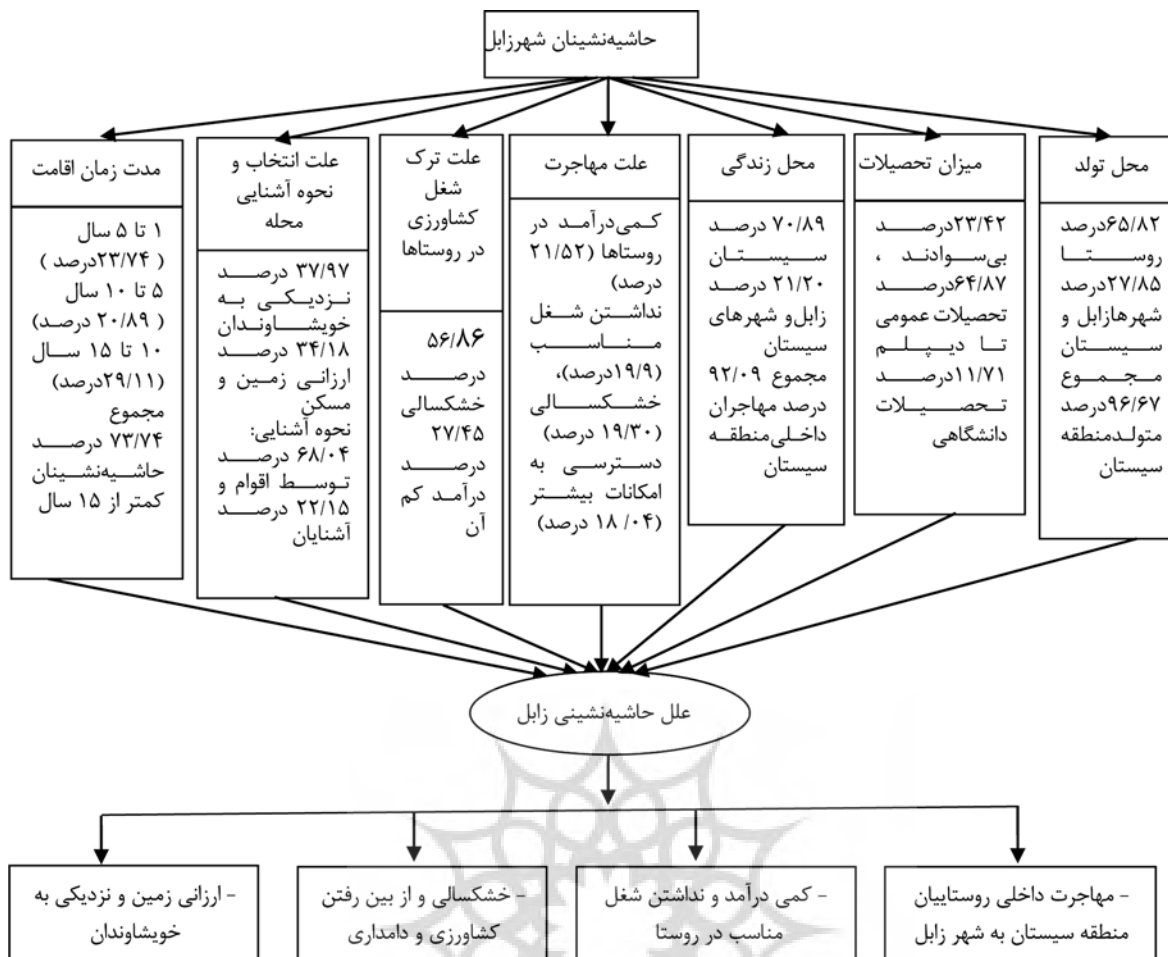 حاشیه‌نشینان شهرزابل
محل تولد
۶۵/۸۲درصد
روستا
۲۷/۸۵درصد
شهرهازابل و
سیستان
مجموع
۹۶/۶۷درصد
متولدمنطقه
سیستان
میزان تحصیلات
۲۳/۴۲درصد
بی‌سوادند ،
۶۴/۸۷درصد
تحصیلات عمومی
تا دیپلم
۱۱/۷۱درصد
تحصیلات
دانشگاهی
محل زندگی
۷۰/۸۹ درصد
سیستان
۲۱/۲۰ درصد
زابل‌و شهرهای
سیستان
مجموع ۹۲/۰۹
درصد مهاجران
داخلی‌منطقه
سیستان
علت مهاجرت
کمی‌درآمد در
روستاها (۲۱/۵۲
درصد)
نداشتن شغل
مناسب
(۱۹/۹درصد)،
خشکسالی
(۱۹/۳۰ درصد)
دسترسی به
امکانات بیشتر
(۱۸/۰۴ درصد)
علت ترک
شغل
کشاورزی
در روستاها
۵۶/۸۶
درصد
خشکسالی
۲۷/۴۵
درصد
درآمد کم
آن
علت انتخاب و
نحوه آشنایی
محله
۳۷/۹۷ درصد
نزدیکی به
خویشاوندان
۳۴/۱۸ درصد
ارزانی زمین و
مسکن
نحوه آشنایی:
۶۸/۰۴ درصد
توسط اقوام و
۲۲/۱۵ درصد
آشنایان
مدت زمان اقامت
۱ تا ۵ سال
( ۲۳/۷۴درصد )
۵ تا ۱۰ سال
( ۲۰/۸۹ درصد)
۱۰ تا ۱۵ سال
(۲۹/۱۱درصد)
مجموع
۷۳/۷۴ درصد
حاشیه‌نشینان
کمتر از ۱۵ سال
علل حاشیه‌نشینی زابل
- مهاجرت داخلی روستاییان
منطقه سیستان به شهر زابل
- کمی درآمد و نداشتن شغل
مناسب در روستا
- خشکسالی و از بین رفتن
کشاورزی و دامداری
- ارزانی زمین و نزدیکی به
خویشاوندان